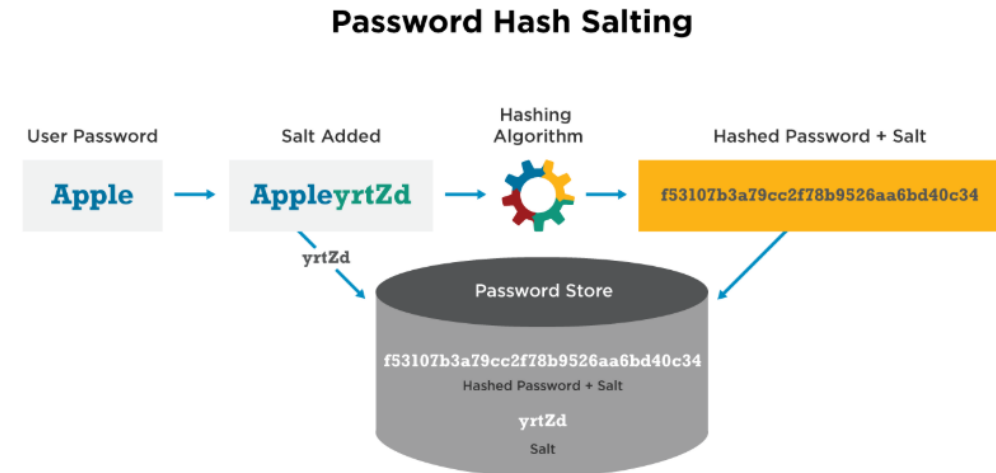 Password Hash Salting
User Password
Salt Added
Hashing
Algorithm
Hashed Password + Salt
Apple
AppleyrtZd
f53107b3a79cc2f78b9526aa6bd40c34
yrtZd
Password Store
f53107b3a79cc2f78b9526aa6bd40c34
Hashed Password + Salt
yrtZd
Salt